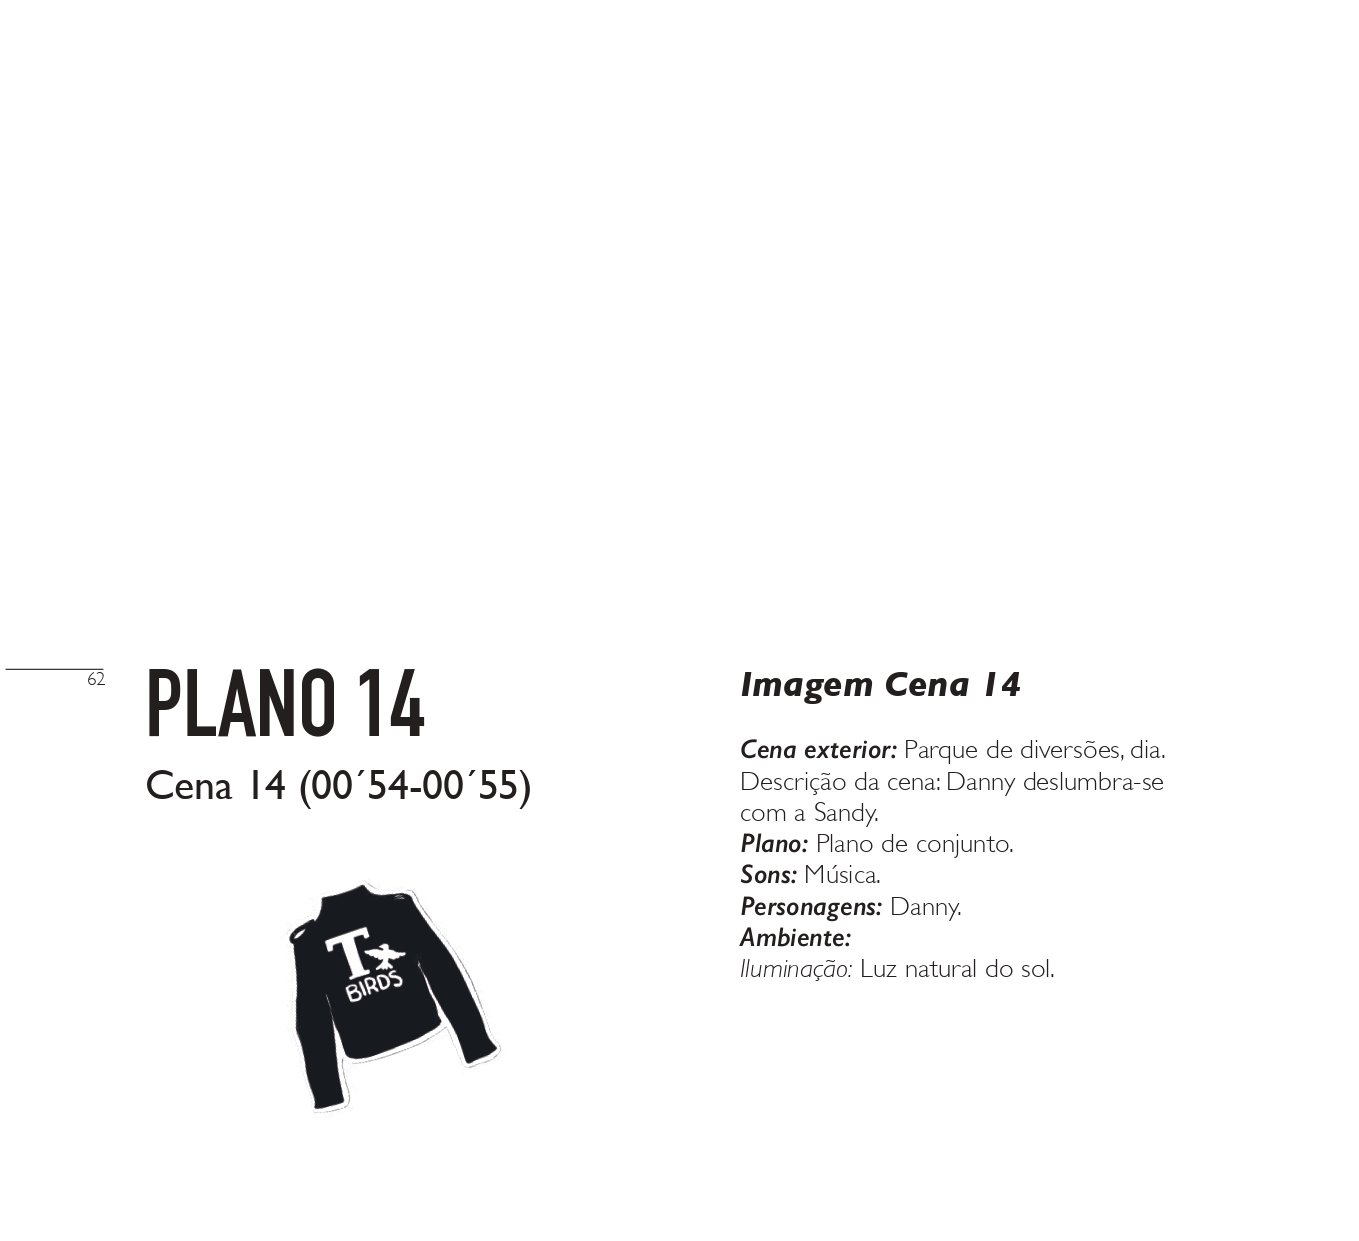 62
PLANO 14
Cena 14 (00´54-00´55)
T
BIRDS
Imagem Cena 14
Cena exterior: Parque de diversões, dia.
Descrição da cena: Danny deslumbra-se
com a Sandy.
Plano: Plano de conjunto.
Sons: Música.
Personagens: Danny.
Ambiente:
Iluminação: Luz natural do sol.